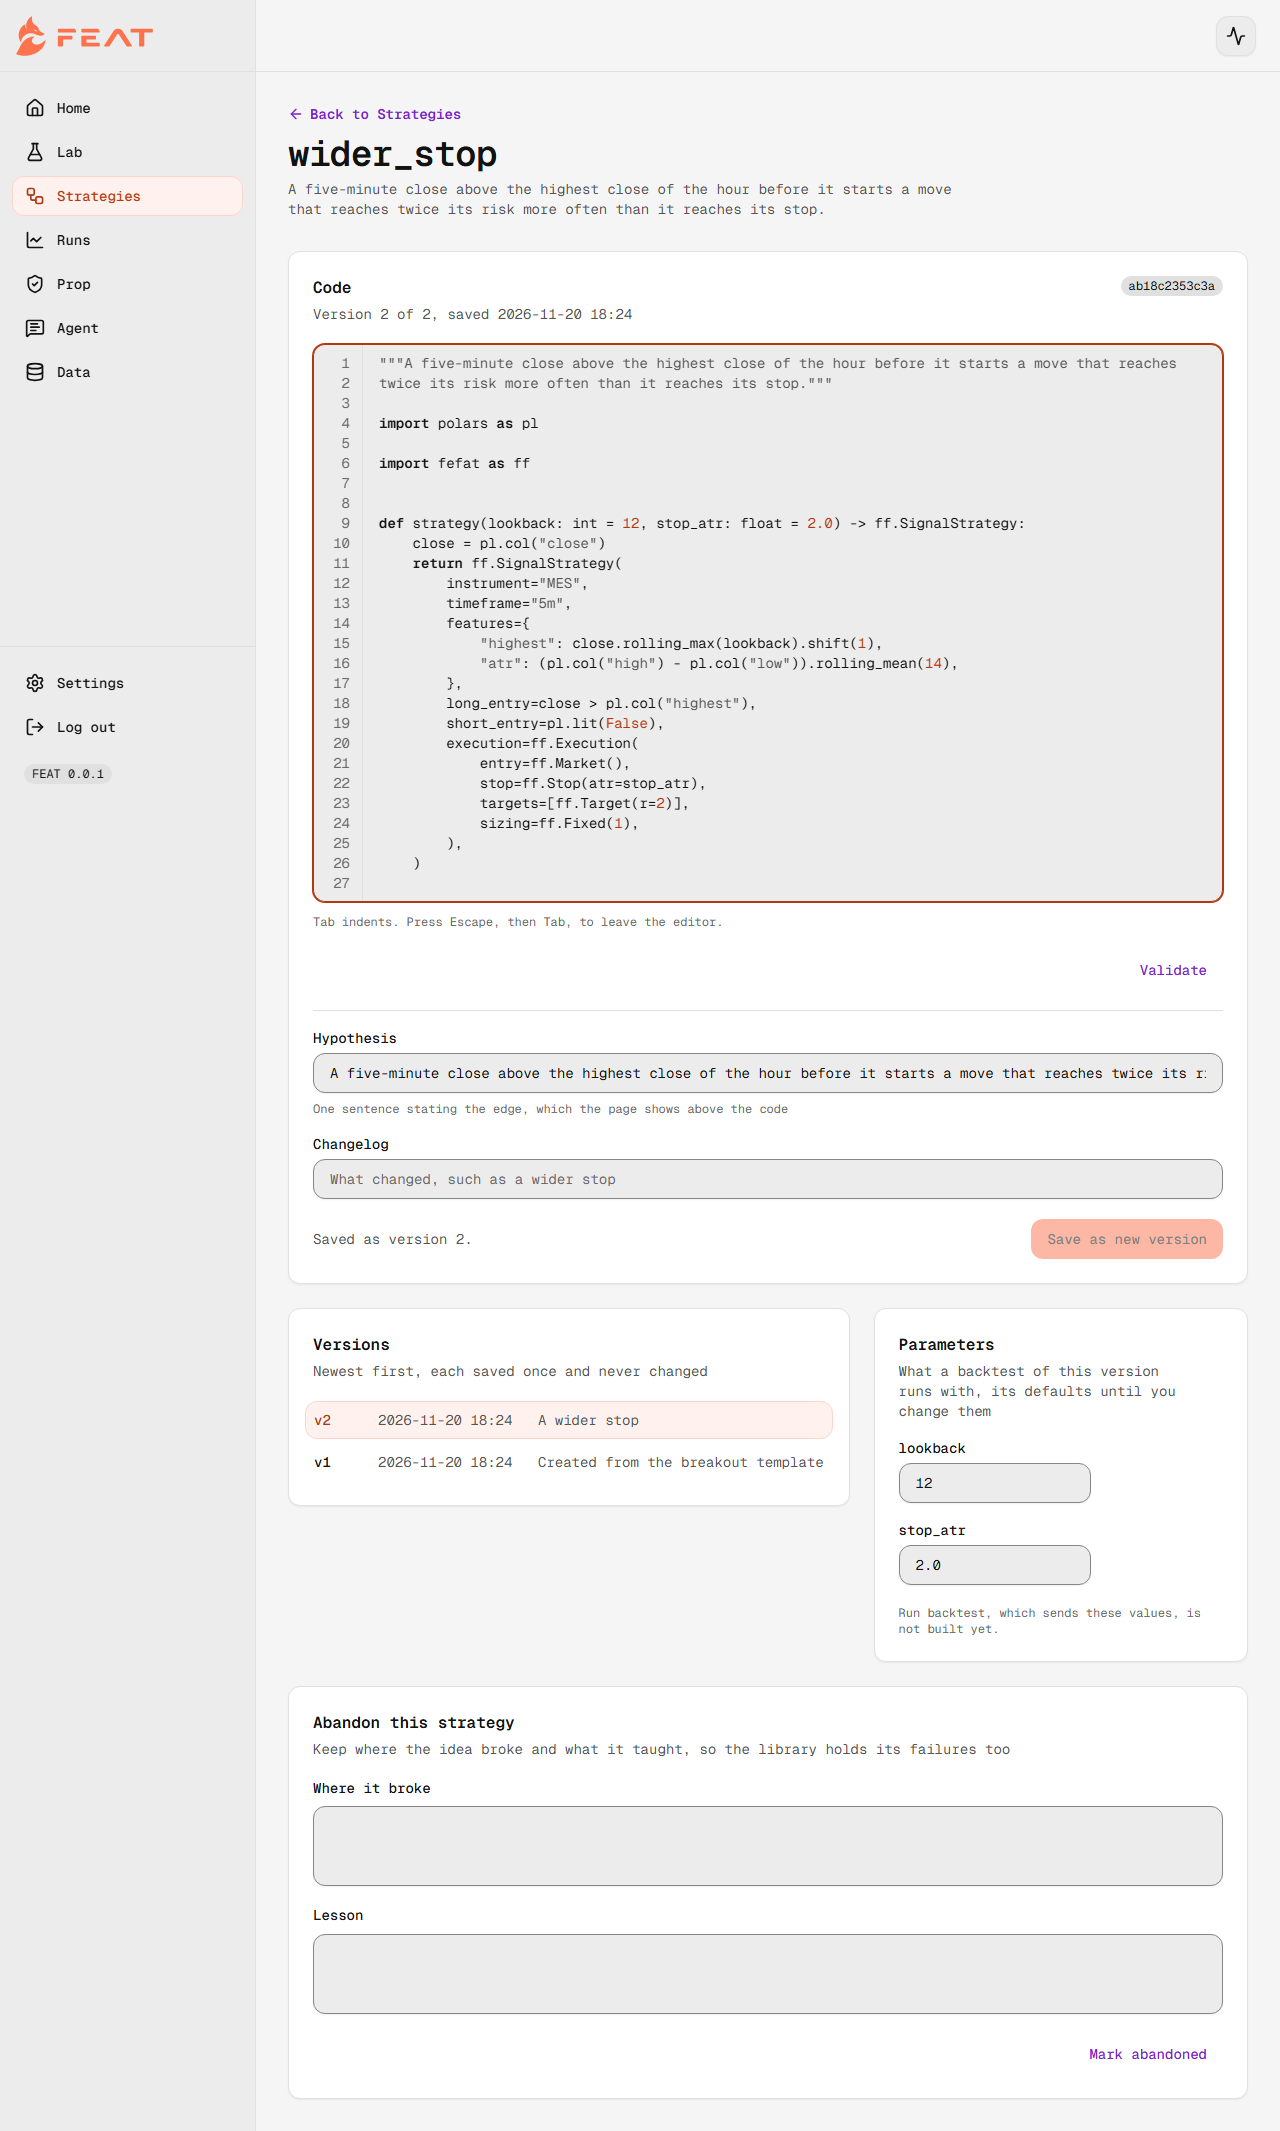 FEAT
Home
Lab
Strategies
Runs
Prop
Agent
Data
Settings
Log out
FEAT 0.0.1
Back to Strategies
wider_stop
A five-minute close above the highest close of the hour before it starts a move
that reaches twice its risk more often than it reaches its stop.
Code
ab18c2353c3a
Version 2 of 2, saved 2026-11-20 18:24
1 """A five-minute close above the highest close of the hour before it starts a move that reaches
2 twice its risk more often than it reaches its stop."""
3
4 import polars as pl
5
6 import fefat as ff
7
8
9 def strategy(lookback: int = 12, stop_atr: float = 2.0) -> ff.SignalStrategy:
10     close = pl.col("close")
11     return ff.SignalStrategy(
12         instrument="MES",
13         timeframe="5m",
14         features={
15             "highest": close.rolling_max(lookback).shift(1),
16             "atr": (pl.col("high") - pl.col("low")).rolling_mean(14),
17         },
18         long_entry=close > pl.col("highest"),
19         short_entry=pl.lit(False),
20         execution=ff.Execution(
21             entry=ff.Market(),
22             stop=ff.Stop(atr=stop_atr),
23             targets=[ff.Target(r=2)],
24             sizing=ff.Fixed(1),
25         ),
26     )
27
Tab indents. Press Escape, then Tab, to leave the editor.
Validate
Hypothesis
A five-minute close above the highest close of the hour before it starts a move that reaches twice its
One sentence stating the edge, which the page shows above the code
Changelog
What changed, such as a wider stop
Saved as version 2.
Save as new version
Versions
Newest first, each saved once and never changed
v2 2026-11-20 18:24 A wider stop
v1 2026-11-20 18:24 Created from the breakout template
Parameters
What a backtest of this version
runs with, its defaults until you
change them
lookback
12
stop_atr
2.0
Run backtest, which sends these values, is
not built yet.
Abandon this strategy
Keep where the idea broke and what it taught, so the library holds its failures too
Where it broke
Lesson
Mark abandoned